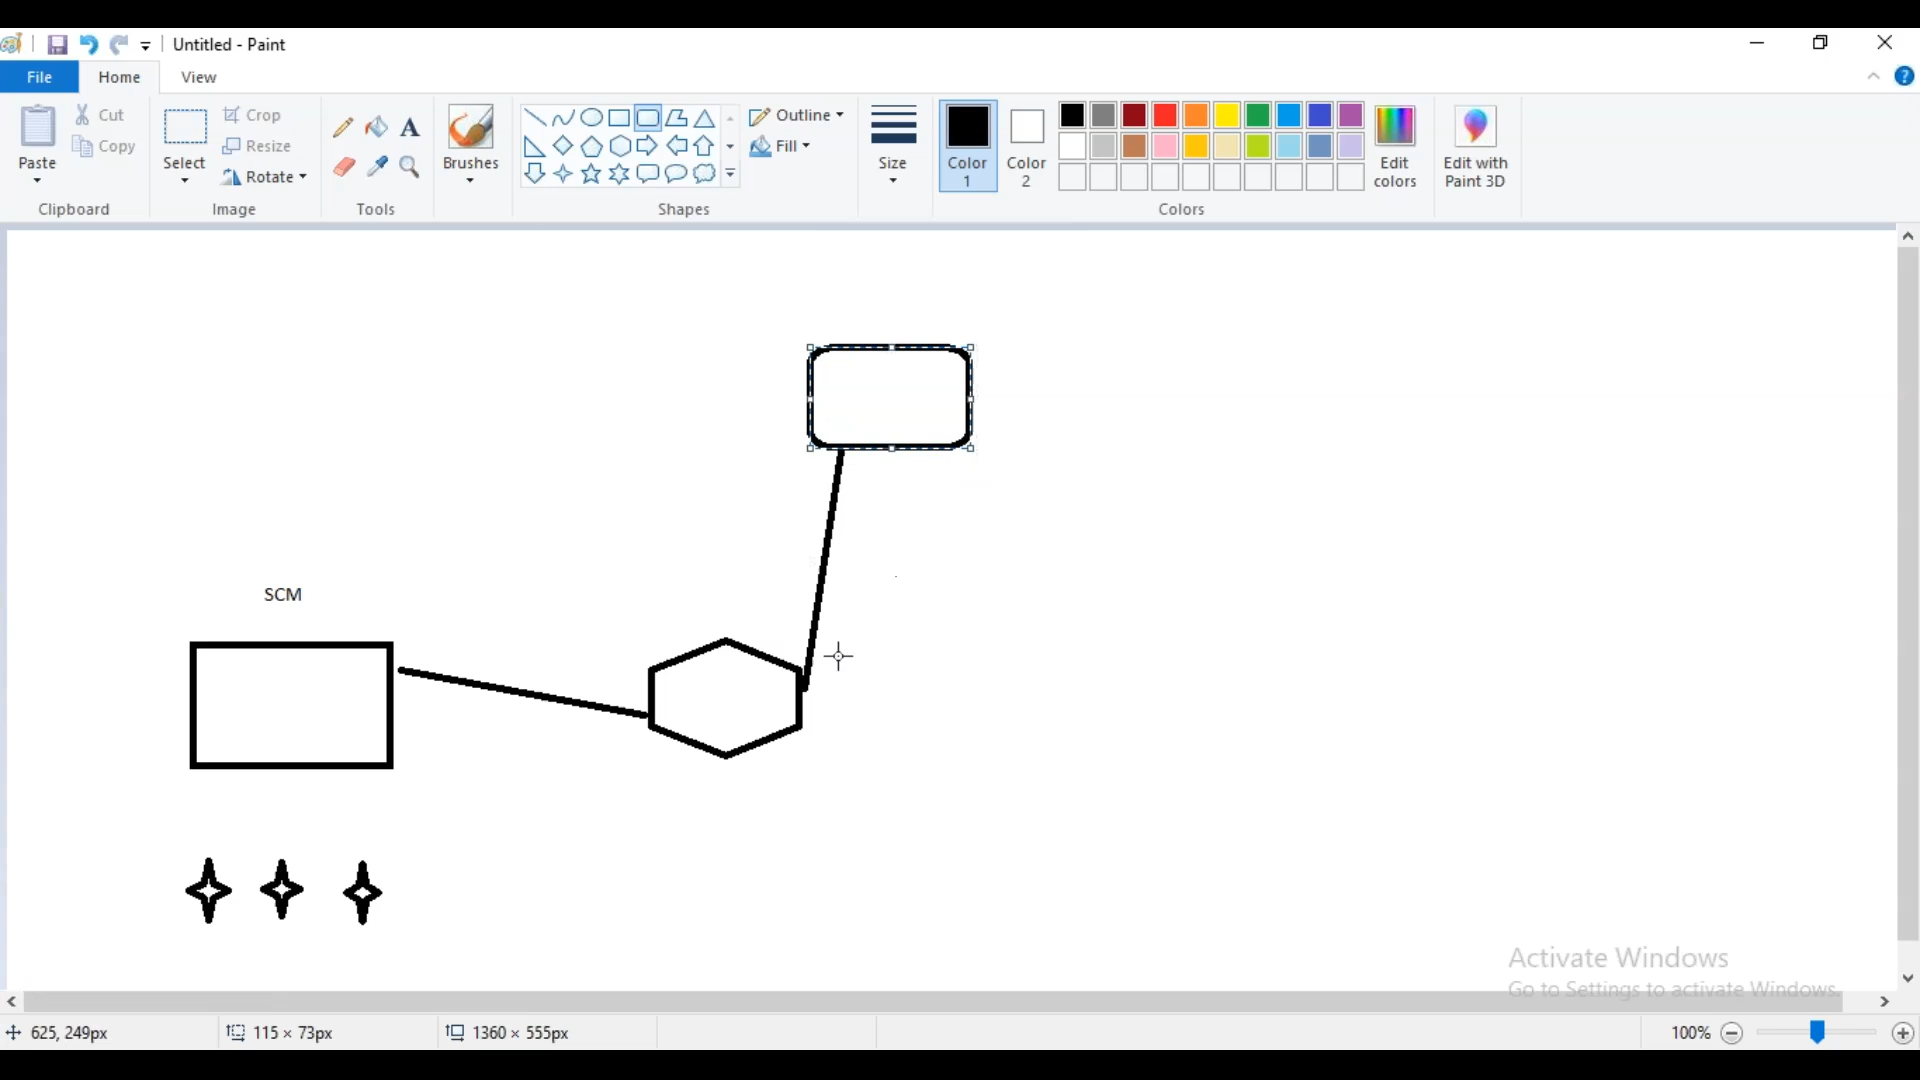 Untitled - Paint
File Home View
Paste
Cut
Copy
Clipboard
Select
Crop
Resize
Rotate
Image
A
Tools
Brushes
Outline
Fill
Shapes
Size
Color 1
Color 2
Edit colors
Colors
Edit with Paint 3D
SCM
Activate Windows
Go to Settings to activate Windows.
625, 249px 115 × 73px 1360 × 555px 100%